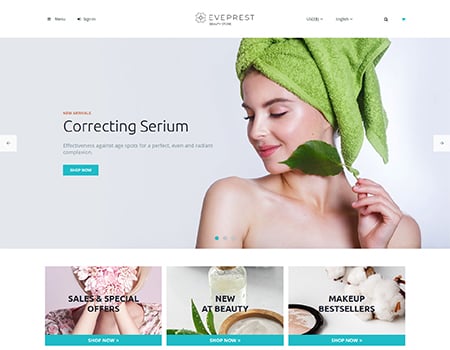 Menu
Sign in
EVEPREST
BEAUTY STORE
USD($)
English
NEW ARRIVALS
Correcting Serium
Effectiveness against age spots for a perfect, even and radiant
complexion.
SHOP NOW
SALES & SPECIAL
OFFERS
SHOP NOW >
NEW
AT BEAUTY
SHOP NOW >
MAKEUP
BESTSELLERS
SHOP NOW >